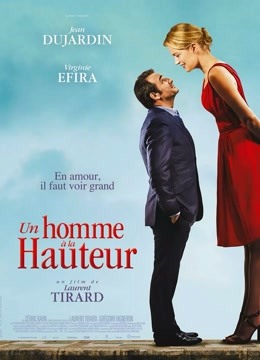 Jean
DUJARDIN
Virginie
EFIRA
En amour,
il faut voir grand
Un homme
à la
Hauteur
un film de
Laurent
TIRARD